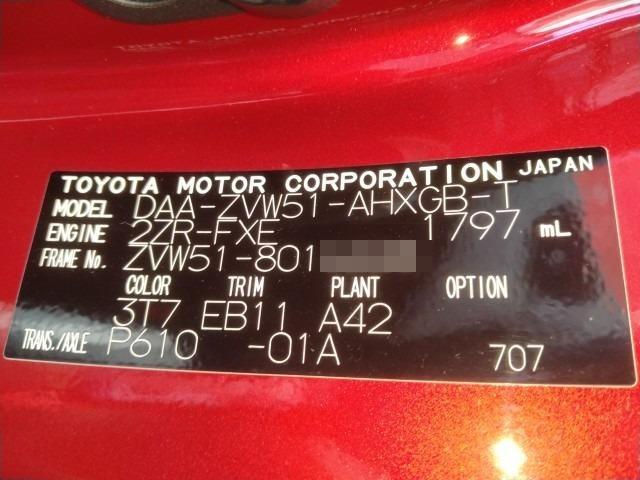 TOYOTA MOTOR CORPORATION JAPAN
MODEL DAA-ZVW51-AHXGB-T
ENGINE 2ZR-FXE 1797 mL
FRAME No. ZVW51-801
COLOR TRIM PLANT OPTION
3T7 EB11 A42
TRANS./AXLE P610 -01A 707